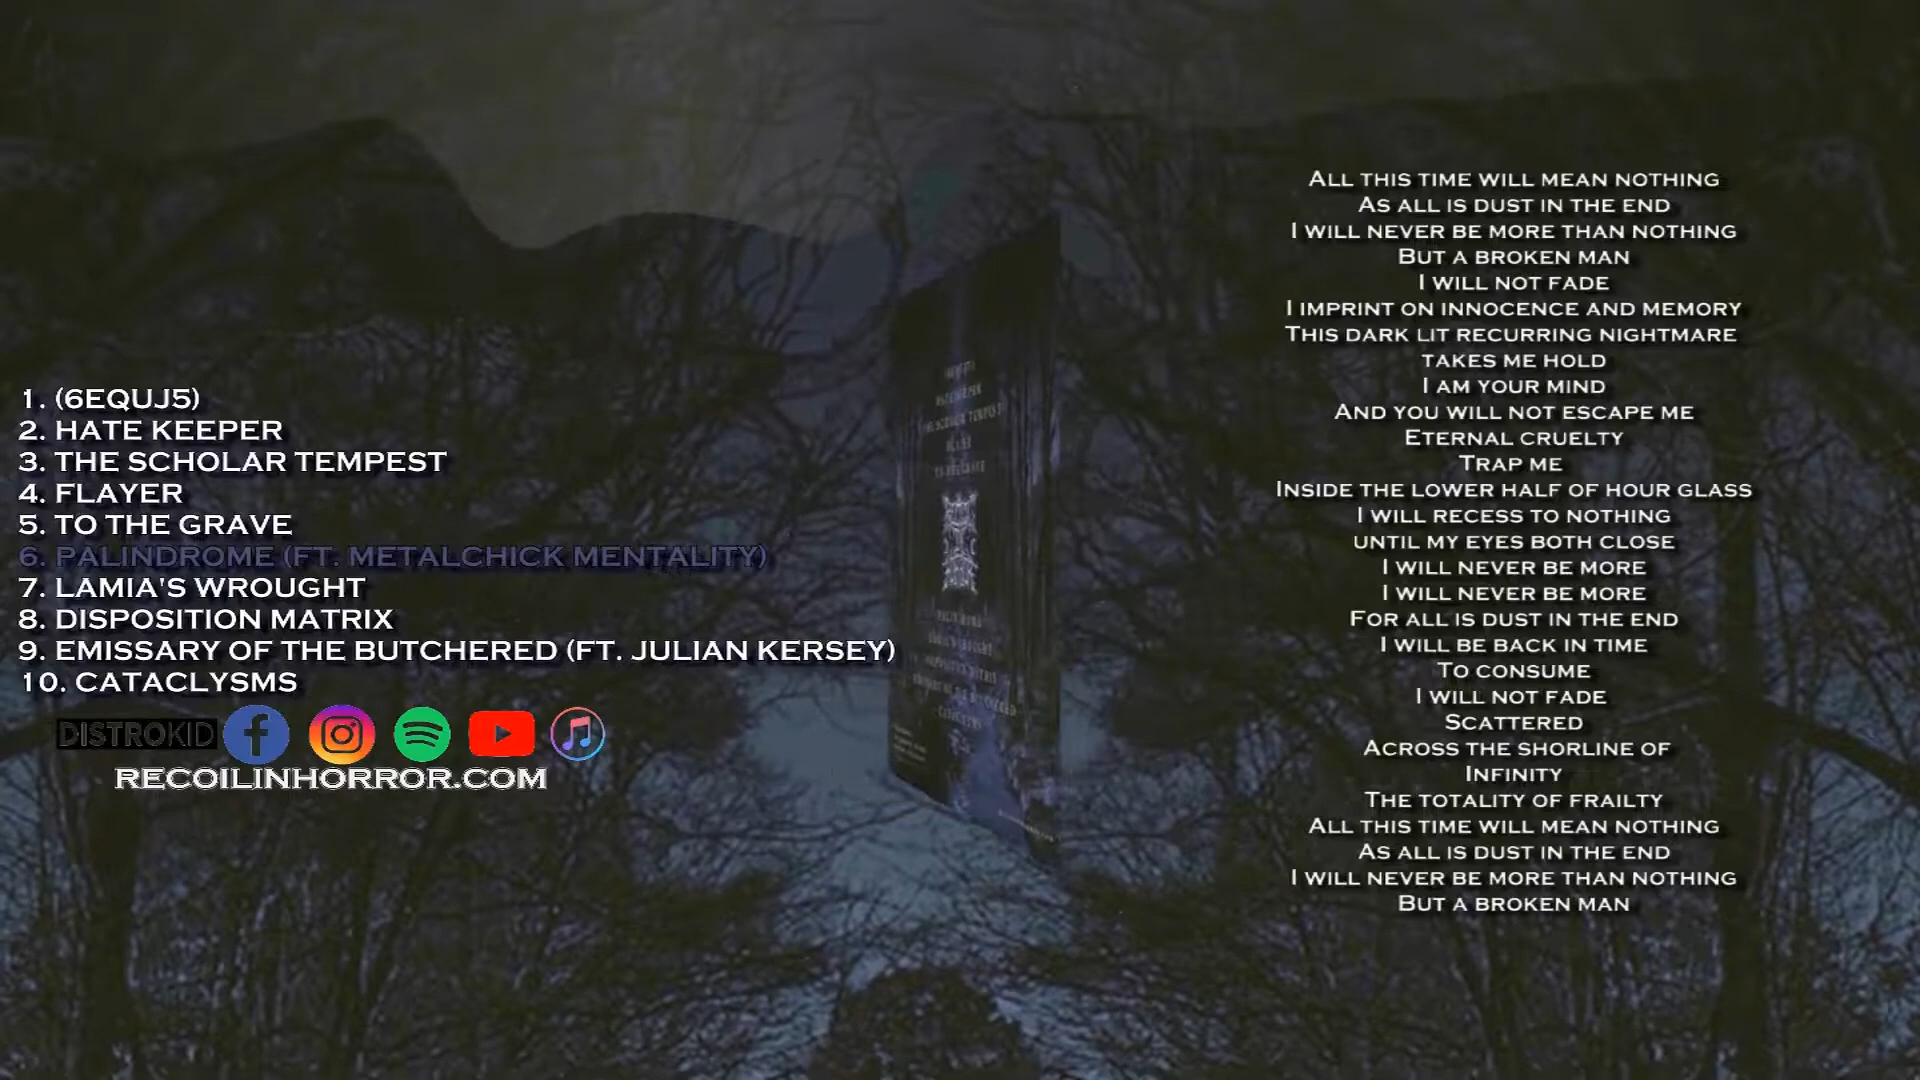 1. (6EQUJ5)
2. HATE KEEPER
3. THE SCHOLAR TEMPEST
4. FLAYER
5. TO THE GRAVE
6. PALINDROME (FT. METALCHICK MENTALITY)
7. LAMIA'S WROUGHT
8. DISPOSITION MATRIX
9. EMISSARY OF THE BUTCHERED (FT. JULIAN KERSEY)
10. CATACLYSMS
DISTROKID
RECOILINHORROR.COM
ALL THIS TIME WILL MEAN NOTHING
AS ALL IS DUST IN THE END
I WILL NEVER BE MORE THAN NOTHING
BUT A BROKEN MAN
I WILL NOT FADE
I IMPRINT ON INNOCENCE AND MEMORY
THIS DARK LIT RECURRING NIGHTMARE
TAKES ME HOLD
I AM YOUR MIND
AND YOU WILL NOT ESCAPE ME
ETERNAL CRUELTY
TRAP ME
INSIDE THE LOWER HALF OF HOUR GLASS
I WILL RECESS TO NOTHING
UNTIL MY EYES BOTH CLOSE
I WILL NEVER BE MORE
I WILL NEVER BE MORE
FOR ALL IS DUST IN THE END
I WILL BE BACK IN TIME
TO CONSUME
I WILL NOT FADE
SCATTERED
ACROSS THE SHORLINE OF
INFINITY
THE TOTALITY OF FRAILTY
ALL THIS TIME WILL MEAN NOTHING
AS ALL IS DUST IN THE END
I WILL NEVER BE MORE THAN NOTHING
BUT A BROKEN MAN